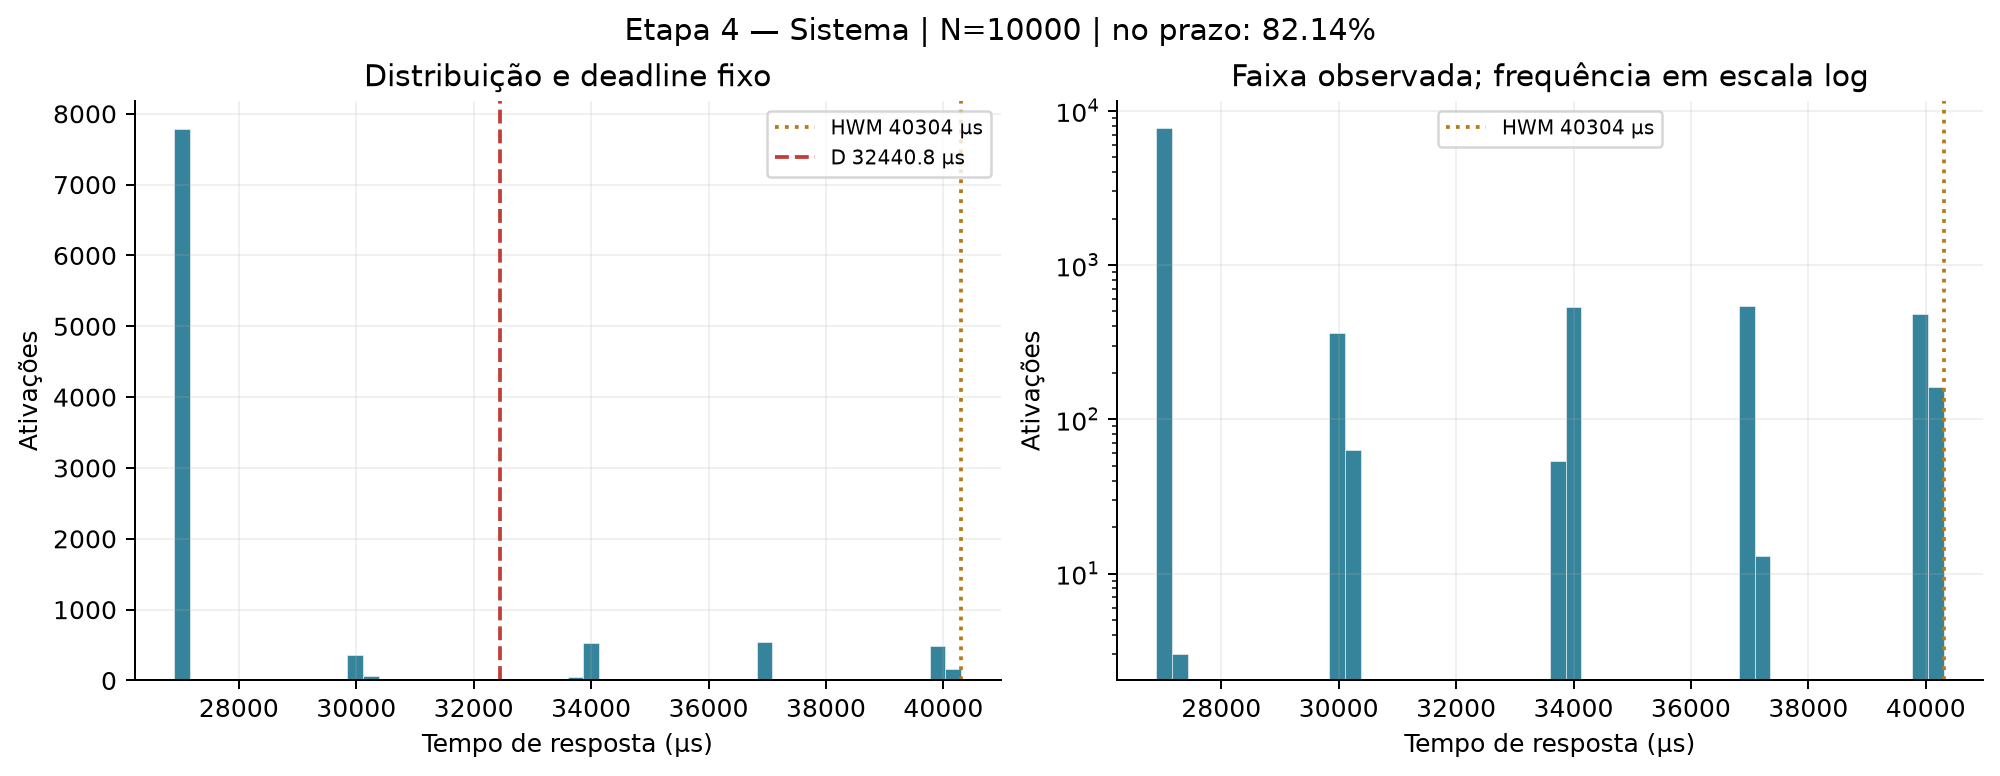 Etapa 4 — Sistema | N=10000 | no prazo: 82.14%
Distribuição e deadline fixo
8000
7000
6000
5000
4000
3000
2000
1000
0
Ativações
HWM 40304 µs
D 32440.8 µs
28000 30000 32000 34000 36000 38000 40000
Tempo de resposta (µs)
Faixa observada; frequência em escala log
10⁴
10³
10²
10¹
Ativações
HWM 40304 µs
28000 30000 32000 34000 36000 38000 40000
Tempo de resposta (µs)